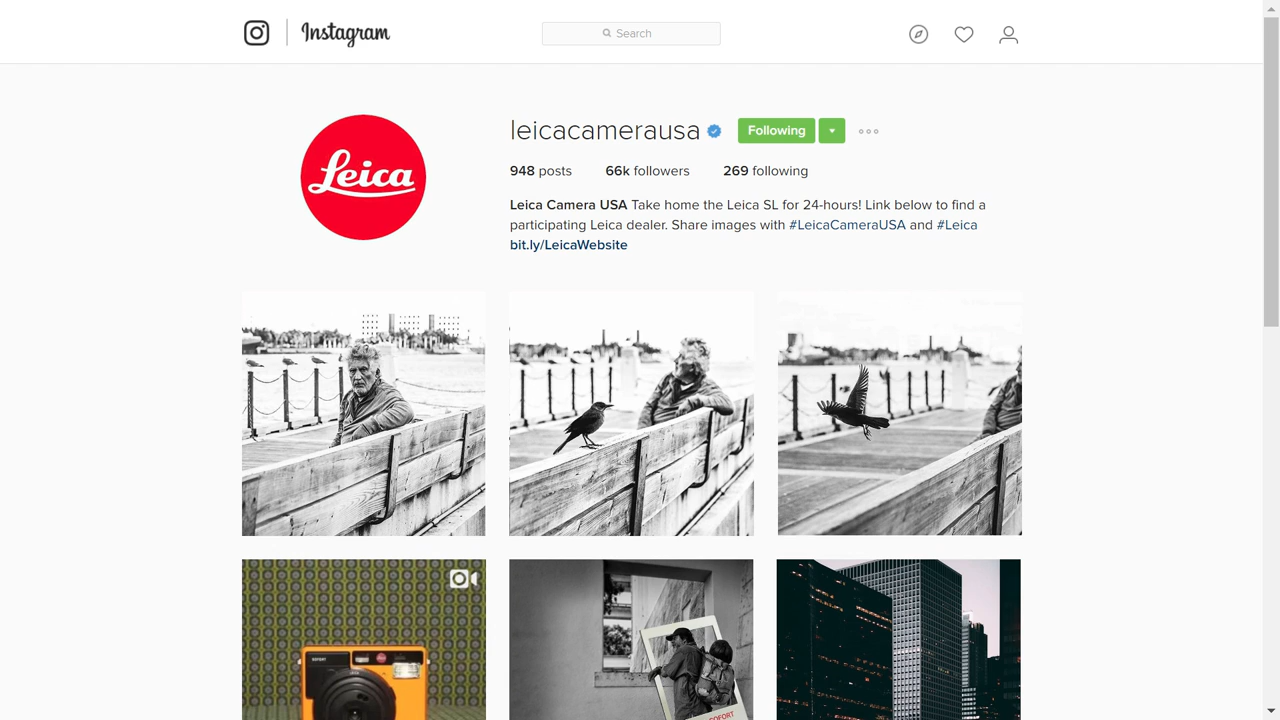 Instagram
Search
leicacamerausa Following
948 posts 66k followers 269 following
Leica
Leica Camera USA Take home the Leica SL for 24-hours! Link below to find a
participating Leica dealer. Share images with #LeicaCameraUSA and #Leica
bit.ly/LeicaWebsite
SOFORT
SOFORT